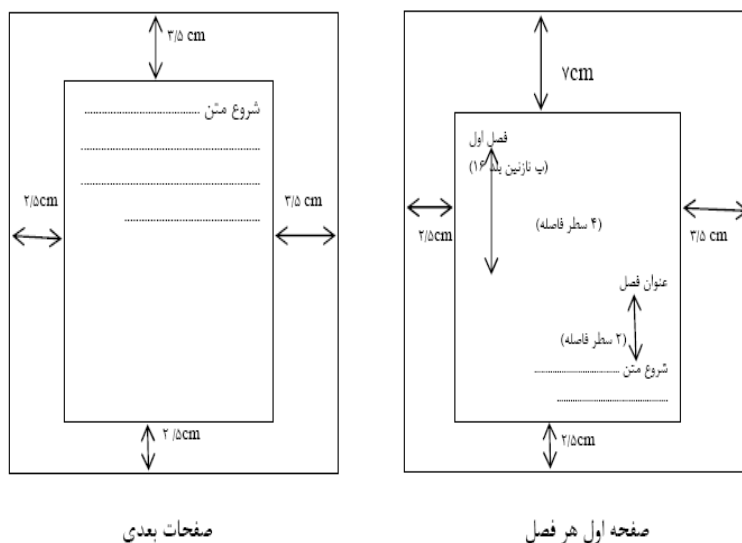 ۷cm
فصل اول
(ب نازنین بلد ۱۶)
۲/۵cm
(۴ سطر فاصله)
۳/۵ cm
عنوان فصل
(۲ سطر فاصله)
شروع متن ..............................
........................................
۲/۵cm
صفحه اول هر فصل
۳/۵ cm
شروع متن ..............................
............................................................
............................................................
.............................................
۲/۵cm
۳/۵ cm
۲/۵cm
صفحات بعدی